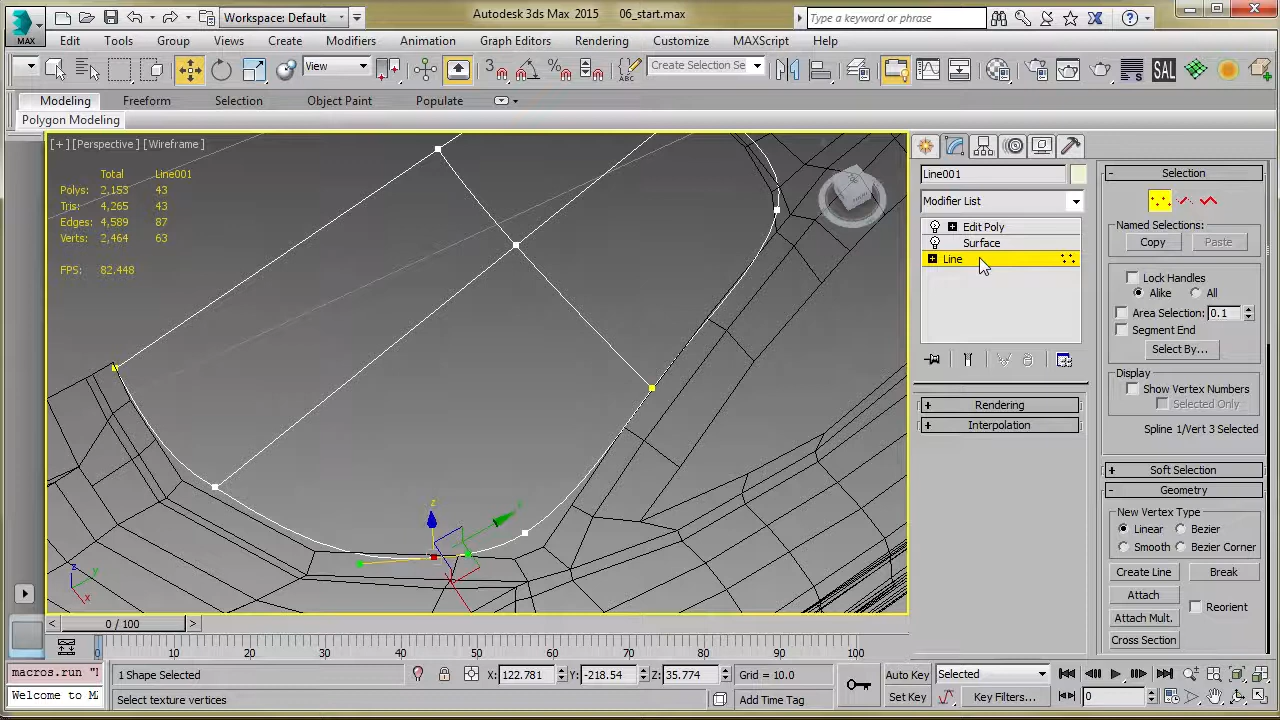 Workspace: Default
Autodesk 3ds Max 2015 06_start.max
Type a keyword or phrase
MAX
Edit Tools Group Views Create Modifiers Animation Graph Editors Rendering Customize MAXScript Help
View
3
Create Selection Se
SAL
Modeling Freeform Selection Object Paint Populate
Polygon Modeling
[+] [Perspective] [Wireframe]
Total Line001
Polys: 2,153 43
Tris: 4,265 43
Edges: 4,589 87
Verts: 2,464 63
FPS: 82.448
z
y
x
Line001
Modifier List
Edit Poly
Surface
Line
Rendering
Interpolation
Selection
Named Selections:
Copy Paste
Lock Handles
Alike All
Area Selection: 0.1
Segment End
Select By...
Display
Show Vertex Numbers
Selected Only
Spline 1/Vert 3 Selected
Soft Selection
Geometry
New Vertex Type
Linear Bezier
Smooth Bezier Corner
Create Line Break
Attach
Reorient
Attach Mult.
Cross Section
0 / 100
0 10 20 30 40 50 60 70 80 90 100
macros.run "
Welcome to M
1 Shape Selected
X: 122.781 Y: -218.54 Z: 35.774 Grid = 10.0
Select texture vertices
Add Time Tag
Auto Key Selected
Set Key Key Filters...
0